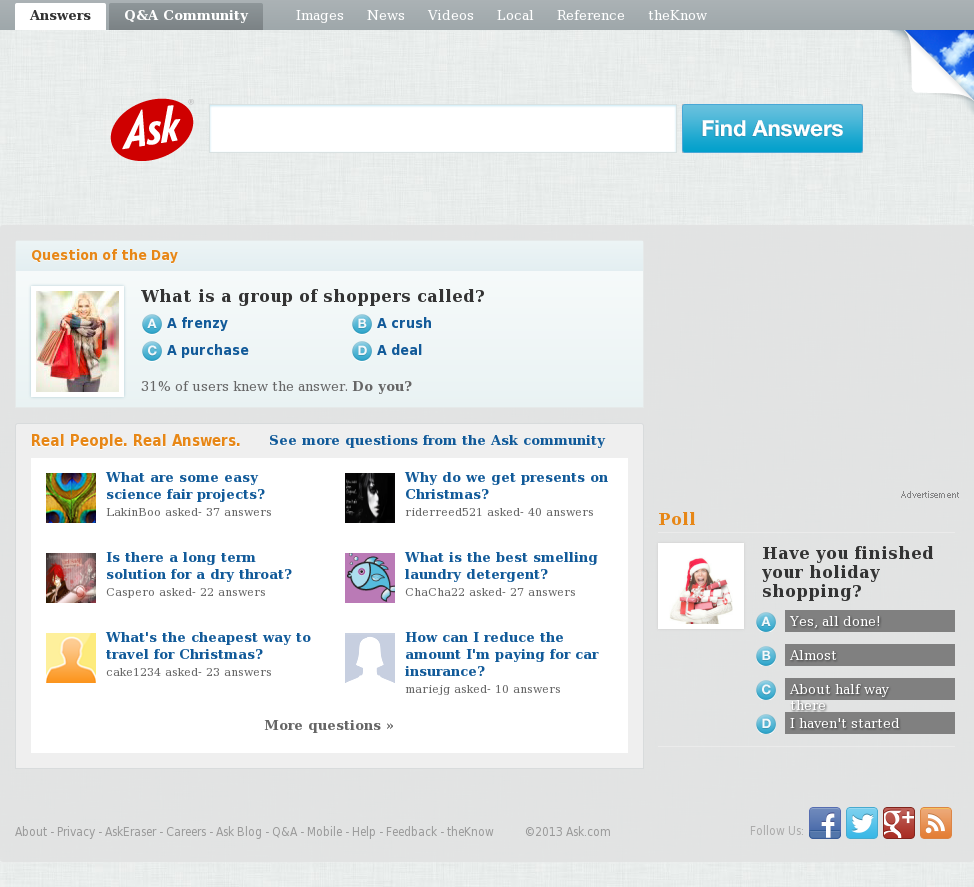 Answers Q&A Community Images News Videos Local Reference theKnow
Ask Find Answers
Question of the Day
What is a group of shoppers called?
A A frenzy B A crush
C A purchase D A deal
31% of users knew the answer. Do you?
Real People. Real Answers. See more questions from the Ask community
What are some easy
science fair projects?
LakinBoo asked- 37 answers
Why do we get presents on
Christmas?
riderreed521 asked- 40 answers
Is there a long term
solution for a dry throat?
Caspero asked- 22 answers
What is the best smelling
laundry detergent?
ChaCha22 asked- 27 answers
What's the cheapest way to
travel for Christmas?
cake1234 asked- 23 answers
How can I reduce the
amount I'm paying for car
insurance?
mariejg asked- 10 answers
More questions »
Advertisement
Poll
Have you finished
your holiday
shopping?
A Yes, all done!
B Almost
C About half way
there
D I haven't started
About - Privacy - AskEraser - Careers - Ask Blog - Q&A - Mobile - Help - Feedback - theKnow ©2013 Ask.com
Follow Us: